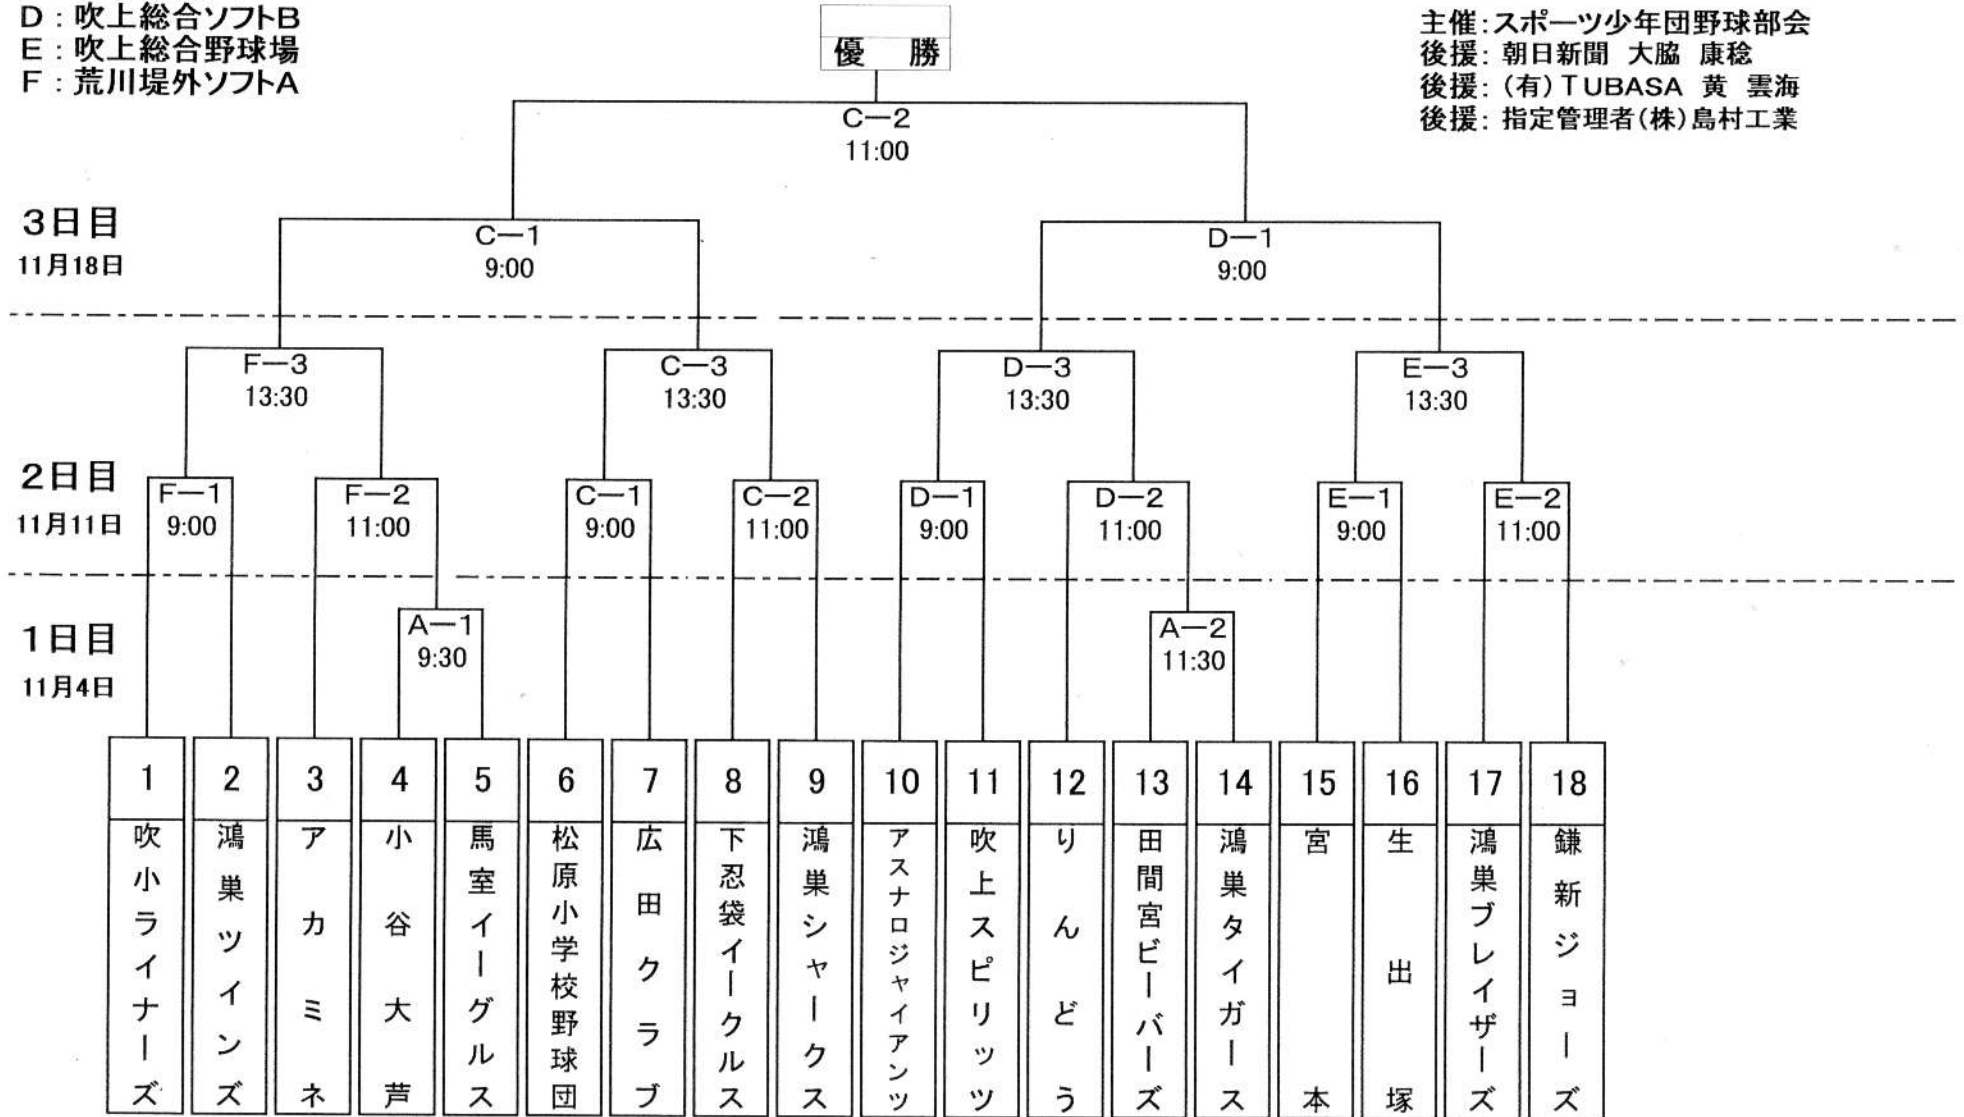 D：吹上総合ソフトB
E：吹上総合野球場
F：荒川堤外ソフトA
優　勝
主催：スポーツ少年団野球部会
後援：朝日新聞 大脇 康稔
後援：(有)TUBASA 黄 雲海
後援：指定管理者(株)島村工業
C―2
11:00
3日目
11月18日
C―1
9:00
D―1
9:00
F―3
13:30
C―3
13:30
D―3
13:30
E―3
13:30
2日目
11月11日
F―1
9:00
F―2
11:00
C―1
9:00
C―2
11:00
D―1
9:00
D―2
11:00
E―1
9:00
E―2
11:00
1日目
11月4日
A―1
9:30
A―2
11:30
1
吹小ライナーズ
2
鴻巣ツインズ
3
アカミネ
4
小谷大芦
5
馬室イーグルス
6
松原小学校野球団
7
広田クラブ
8
下忍袋イークルス
9
鴻巣シャークス
10
アスナロジャイアンツ
11
吹上スピリッツ
12
りんどう
13
田間宮ビーバーズ
14
鴻巣タイガース
15
宮本
16
生出塚
17
鴻巣ブレイザーズ
18
鎌新ジョーズ